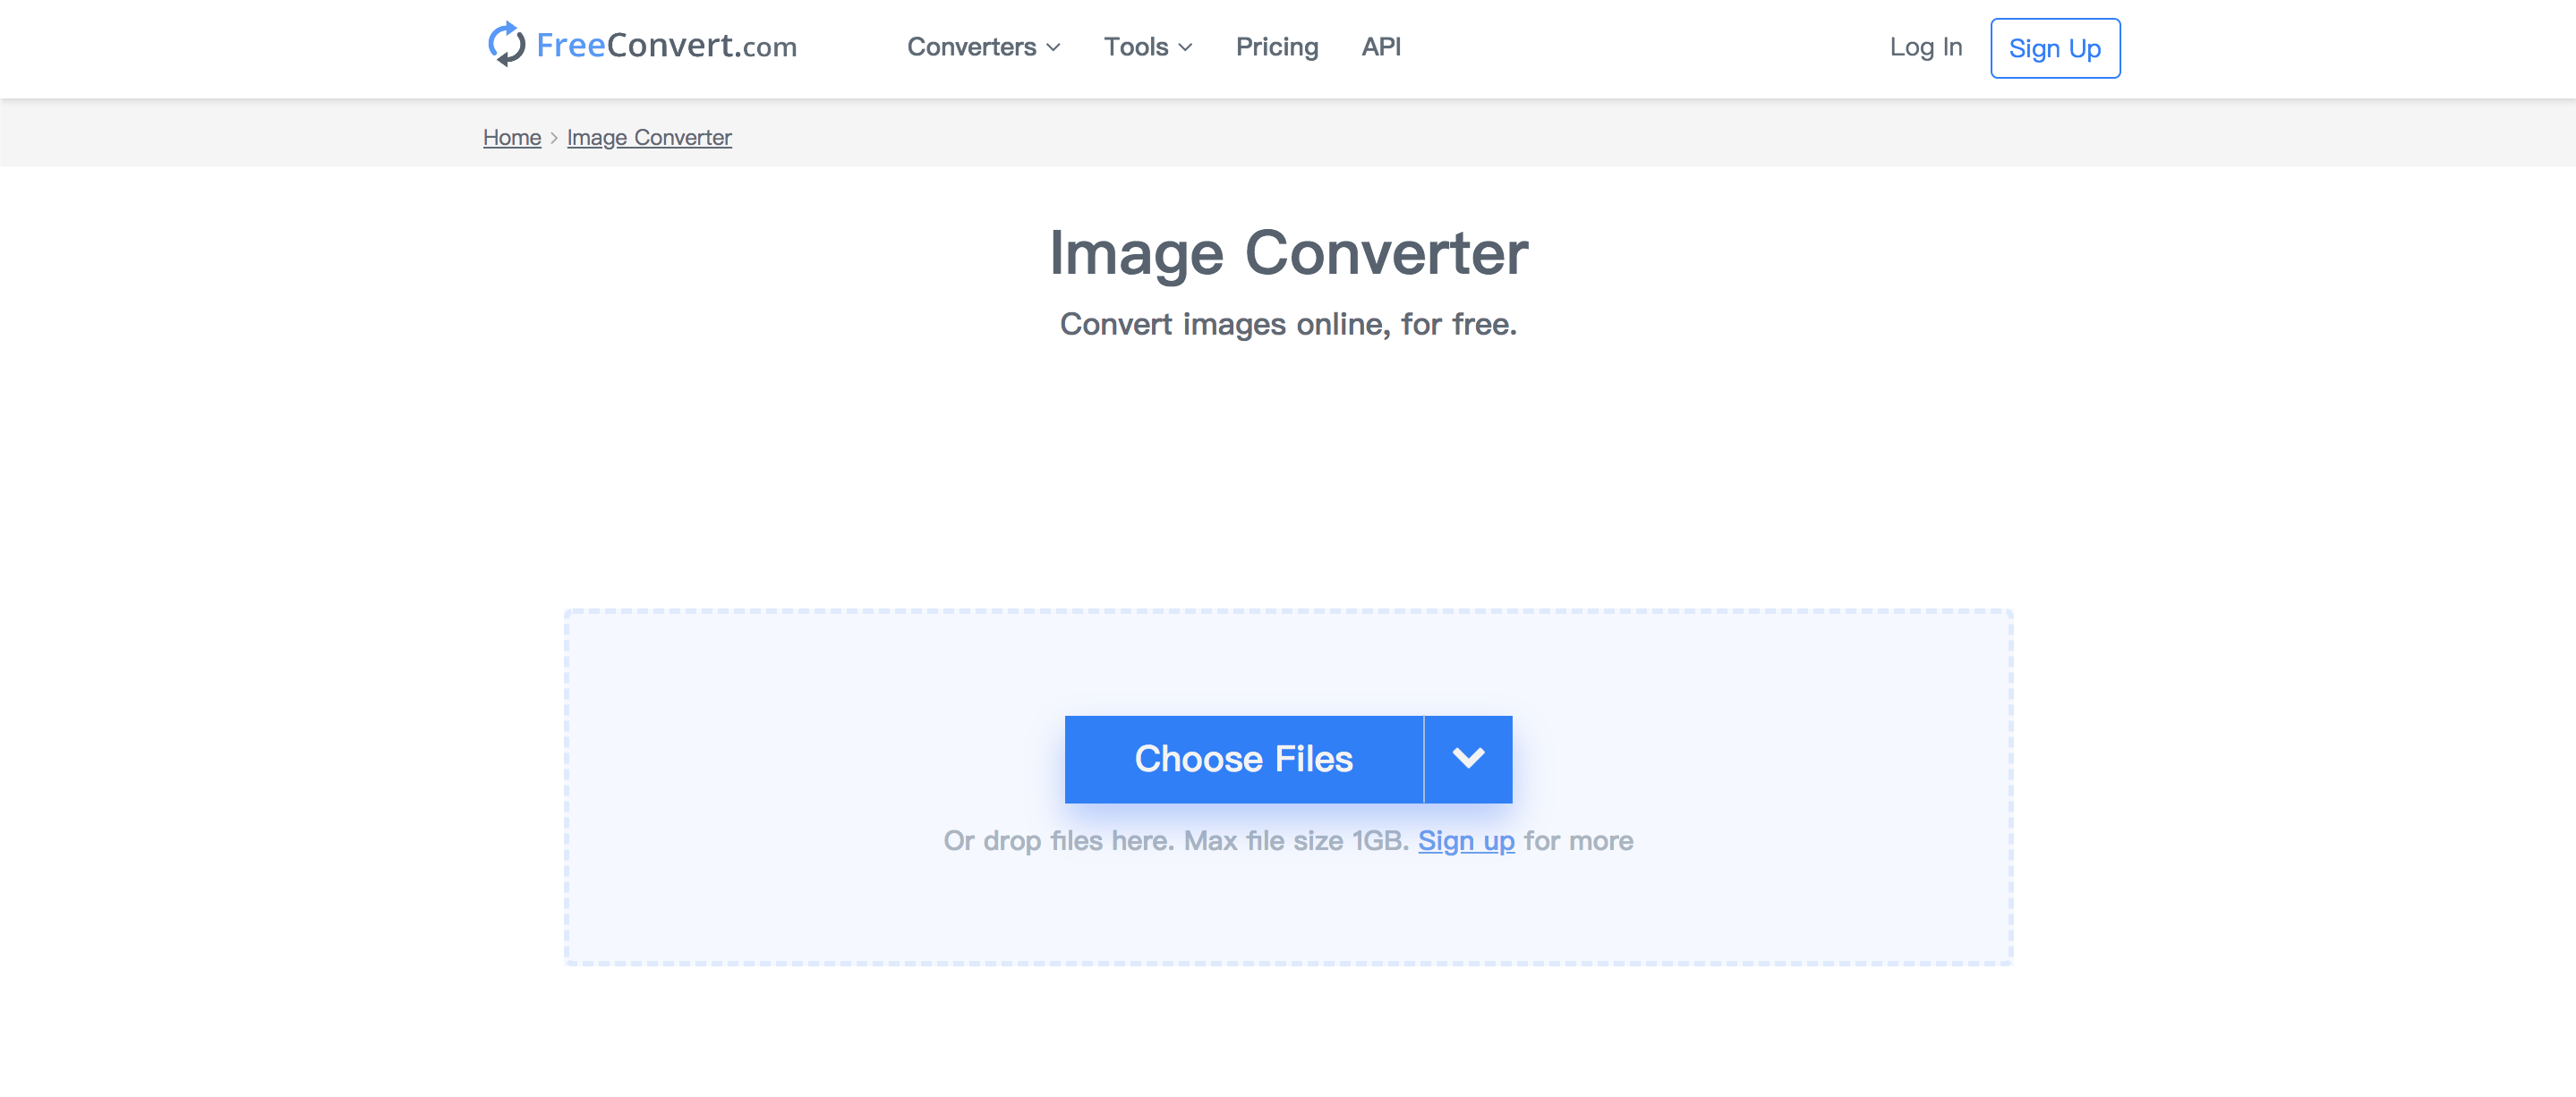 FreeConvert.com
Converters Tools Pricing API
Log In Sign Up
Home > Image Converter
Image Converter
Convert images online, for free.
Choose Files
Or drop files here. Max file size 1GB. Sign up for more